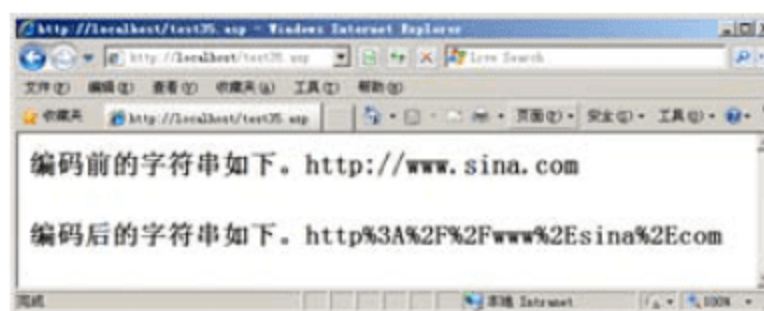 http://localhost/test35.asp - Windows Internet Explorer
http://localhost/test35.asp Live Search
文件(F) 编辑(E) 查看(V) 收藏夹(A) 工具(T) 帮助(H)
收藏夹 http://localhost/test35.asp 页面(P) 安全(S) 工具(O)
编码前的字符串如下。http://www.sina.com
编码后的字符串如下。http%3A%2F%2Fwww%2Esina%2Ecom
完成 本地 Intranet 100%